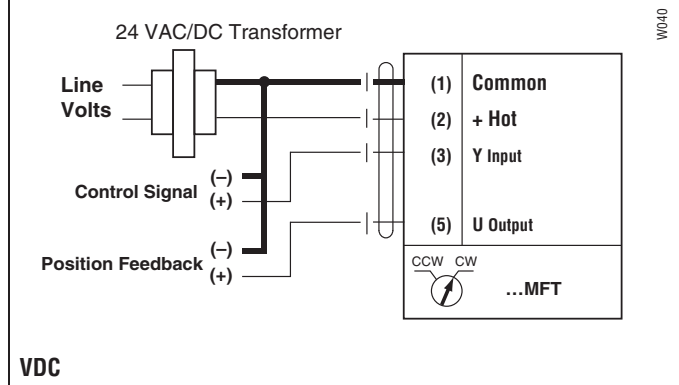 24 VAC/DC Transformer
W040
Line
Volts
(1) Common
(2) + Hot
(3) Y Input
Control Signal (–)
(+)
(5) U Output
Position Feedback (–)
(+)
CCW CW
...MFT
VDC